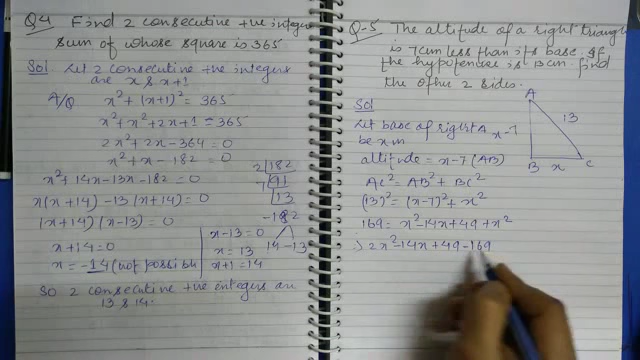 Q.4 Find 2 consecutive +ve integers
sum of whose square is 365
Sol Let 2 consecutive +ve integers
are x & x+1
A/Q x² + (x+1)² = 365
x² + x² + 2x + 1 = 365
2x² + 2x - 364 = 0
x² + x - 182 = 0
x² + 14x - 13x - 182 = 0
x(x+14) - 13(x+14) = 0
(x+14)(x-13) = 0
x+14 = 0
x = -14 (not possible
x-13 = 0
x = 13
x+1 = 14
2 182
7 91
13
-182
14 -13
So 2 consecutive +ve integers are
13 & 14.
Q-5 The altitude of a right triangle
is 7cm less than its base. If
the hypotenuse is 13cm. find
the other 2 sides.
Sol
Let base of right Δ
be x m
altitude = x-7 (AB)
AC² = AB² + BC²
(13)² = (x-7)² + x²
169 = x² - 14x + 49 + x²
∴ 2x² - 14x + 49 - 169
A
13
x-7
B x C